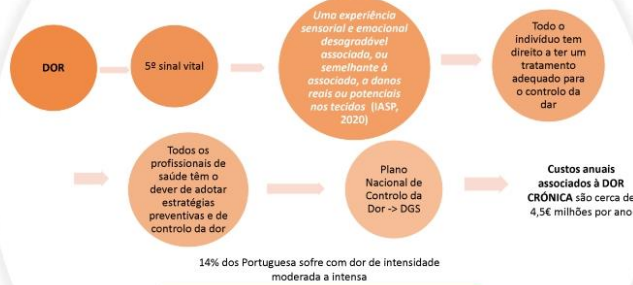 DOR
5º sinal vital
Uma experiência
sensorial e emocional
desagradável
associada, ou
semelhante à
associada, a danos
reais ou potenciais
nos tecidos (IASP,
2020)
Todo o
indivíduo tem
direito a ter um
tratamento
adequado para
o controlo da
dar
Todos os
profissionais de
saúde têm o
dever de adotar
estratégias
preventivas e de
controlo da dor
Plano
Nacional de
Controlo da
Dor -> DGS
Custos anuais
associados à DOR
CRÓNICA são cerca de
4,5€ milhões por ano
14% dos Portuguesa sofre com dor de intensidade
moderada a intensa